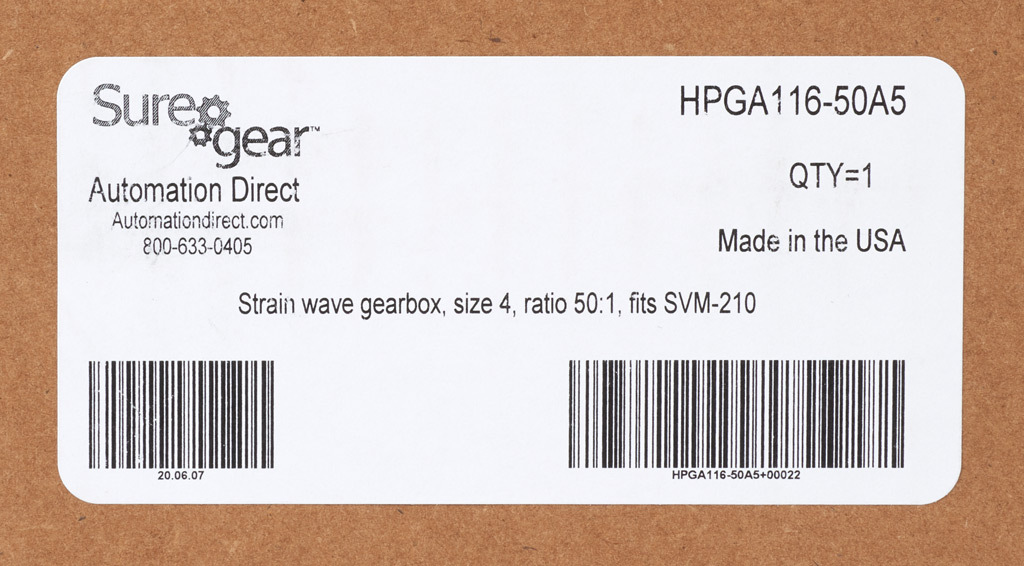 Sure gear™
Automation Direct
Automationdirect.com
800-633-0405
HPGA116-50A5
QTY=1
Made in the USA
Strain wave gearbox, size 4, ratio 50:1, fits SVM-210
20.06.07
HPGA116-50A5+00022